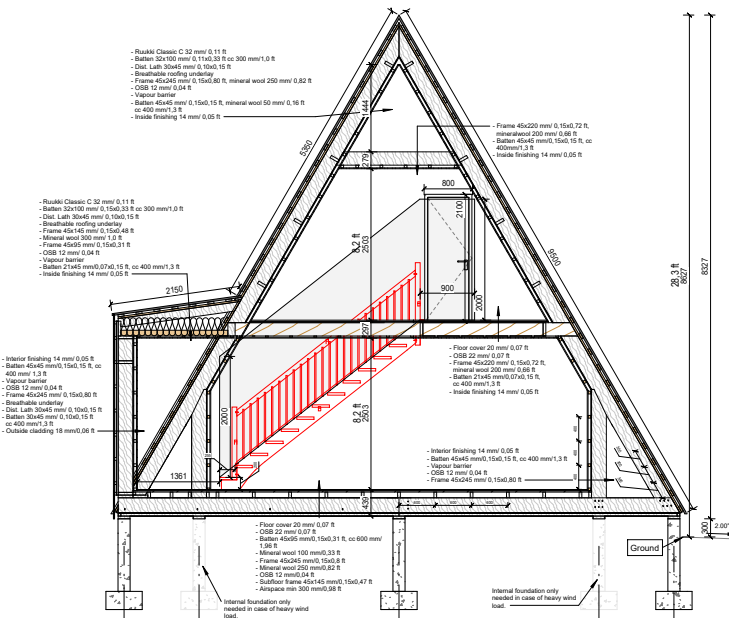 - Ruukki Classic C 32 mm/ 0,11 ft
- Batten 32x100 mm/ 0,11x0,33 ft cc 300 mm/1,0 ft
- Dist. Lath 30x45 mm/ 0,10x0,15 ft
- Breathable roofing underlay
- Frame 45x245 mm/ 0,15x0,80 ft, mineral wool 250 mm/ 0,82 ft
- OSB 12 mm/ 0,04 ft
- Vapour barrier
- Batten 45x45 mm/ 0,15x0,15 ft, mineral wool 50 mm/ 0,16 ft
cc 400 mm/1,3 ft
- Inside finishing 14 mm/ 0,05 ft
1444
5360
279
- Frame 45x220 mm/ 0,15x0,72 ft,
mineralwool 200 mm/ 0,66 ft
- Batten 45x45 mm/0,15x0,15 ft, cc
400mm/1,3 ft
- Inside finishing 14 mm/ 0,05 ft
800
2100
8,2 ft
2503
900
2000
9500
28,3 ft
8627
8327
- Ruukki Classic C 32 mm/ 0,11 ft
- Batten 32x100 mm/ 0,15x0,33 ft cc 300 mm/1,0 ft
- Dist. Lath 30x45 mm/ 0,10x0,15 ft
- Breathable roofing underlay
- Frame 45x145 mm/ 0,15x0,48 ft
- Mineral wool 300 mm/ 1,0 ft
- Frame 45x95 mm/ 0,15x0,31 ft
- OSB 12 mm/ 0,04 ft
- Vapour barrier
- Batten 21x45 mm/0,07x0,15 ft, cc 400 mm/1,3 ft
- Inside finishing 14 mm/ 0,05 ft
2150
297
- Interior finishing 14 mm/ 0,05 ft
- Batten 45x45 mm/0,15x0,15 ft, cc
400 mm/ 1,3 ft
- Vapour barrier
- OSB 12 mm/ 0,04 ft
- Frame 45x245 mm/ 0,15x0,80 ft
- Breathable underlay
- Dist. Lath 30x45 mm/ 0,10x0,15 ft
- Batten 30x45 mm/ 0,10x0,15 ft
cc 400 mm/1,3 ft
- Outside cladding 18 mm/0,06 ft
- Floor cover 20 mm/ 0,07 ft
- OSB 22 mm/ 0,07 ft
- Frame 45x220 mm/ 0,15x0,72 ft,
mineral wool 200 mm/ 0,66 ft
- Batten 21x45 mm/0,07x0,15 ft,
cc 400 mm/1,3 ft
- Inside finishing 14 mm/ 0,05 ft
2000
8,2 ft
2503
1361
- Interior finishing 14 mm/ 0,05 ft
- Batten 45x45 mm/0,15x0,15 ft, cc 400 mm/1,3 ft
- Vapour barrier
- OSB 12 mm/ 0,04 ft
- Frame 45x245 mm/ 0,15x0,80 ft
439
300
2.00°
Ground
- Floor cover 20 mm/ 0,07 ft
- OSB 22 mm/ 0,07 ft
- Batten 45x95 mm/0,15x0,31 ft, cc 600 mm/
1,96 ft
- Mineral wool 100 mm/0,33 ft
- Frame 45x245 mm/0,15x0,8 ft
- Mineral wool 250 mm/0,82 ft
- OSB 12 mm/0,04 ft
- Subfloor frame 45x145 mm/0,15x0,47 ft
- Airspace min 300 mm/0,98 ft
Internal foundation only
needed in case of heavy wind
load.
Internal foundation only
needed in case of heavy wind
load.